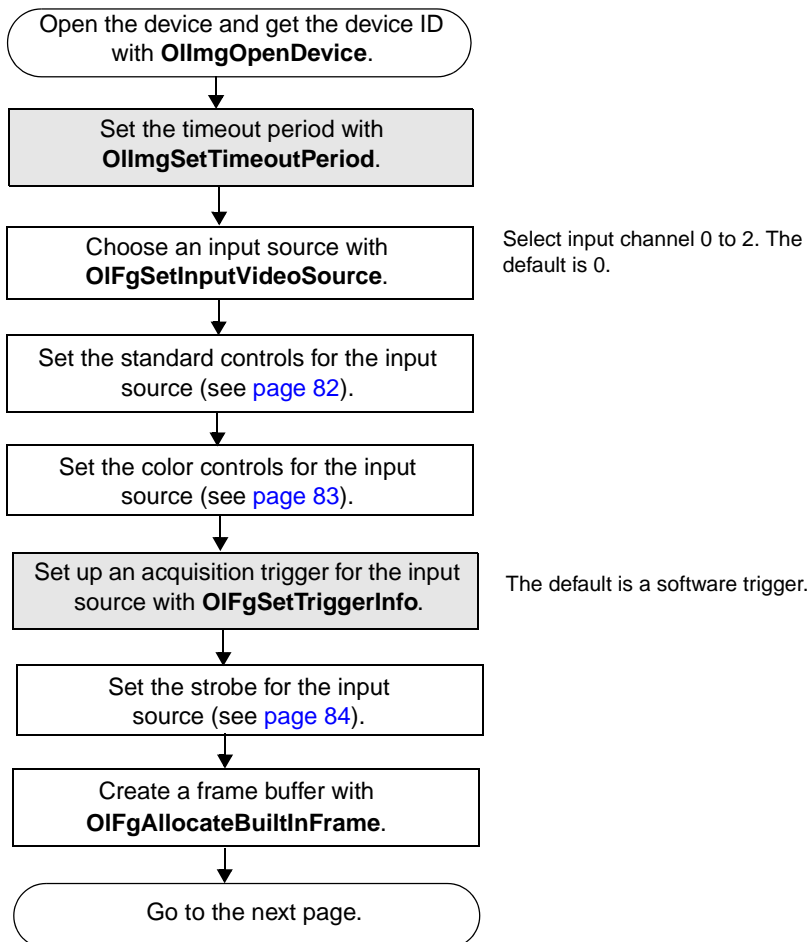 Open the device and get the device ID
with OlImgOpenDevice.
Set the timeout period with
OlImgSetTimeoutPeriod.
Choose an input source with
OlFgSetInputVideoSource.
Select input channel 0 to 2. The
default is 0.
Set the standard controls for the input
source (see page 82).
Set the color controls for the input
source (see page 83).
Set up an acquisition trigger for the input
source with OlFgSetTriggerInfo.
The default is a software trigger.
Set the strobe for the input
source (see page 84).
Create a frame buffer with
OlFgAllocateBuiltInFrame.
Go to the next page.